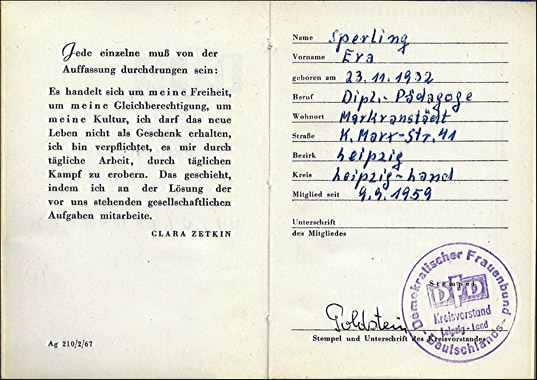 Jede einzelne muß von der
Auffassung durchdrungen sein:
Es handelt sich um meine Freiheit,
um meine Gleichberechtigung, um
meine Kultur, ich darf das neue
Leben nicht als Geschenk erhalten,
ich bin verpflichtet, es mir durch
tägliche Arbeit, durch täglichen
Kampf zu erobern. Das geschieht,
indem ich an der Lösung der
vor uns stehenden gesellschaftlichen
Aufgaben mitarbeite.
CLARA ZETKIN
Ag 210/2/67
Name Sperling
Vorname Eva
geboren am 23.11.1932
Beruf Dipl.-Pädagoge
Wohnort Markranstädt
Straße K.Marx-Str. 41
Bezirk Leipzig
Kreis Leipzig-Land
Mitglied seit 9.9.1959
Unterschrift
des Mitgliedes
Demokratischer Frauenbund
Stempel
DFD
Kreisvorstand
Leipzig-Land
Deutschlands
Poldstein
Stempel und Unterschrift des Kreisvorstandes